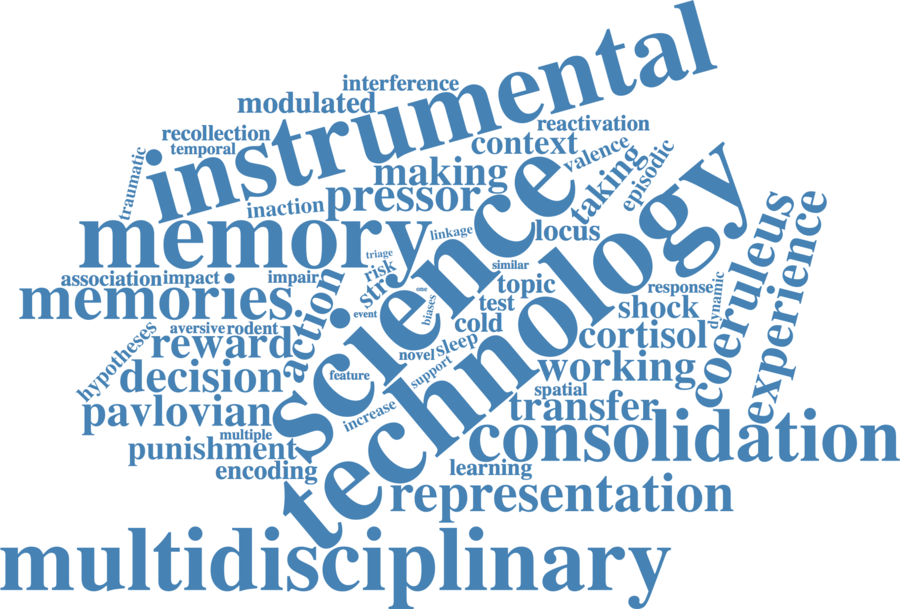 instrumental
interference
modulated
recollection
temporal
traumatic
reactivation
context
valence
making
taking
episodic
pressor
inaction
science
technology
memory
linkage
locus
triage
risk
similar
association
impact
impair
str
topic
response
dynamic
coeruleus
experience
memories
action
one
biases
event
test
shock
cold
cortisol
aversive
rodent
hypotheses
reward
novel
sleep
support
working
decision
feature
spatial
pavlovian
increase
transfer
consolidation
multiple
punishment
encoding
learning
representation
multidisciplinary